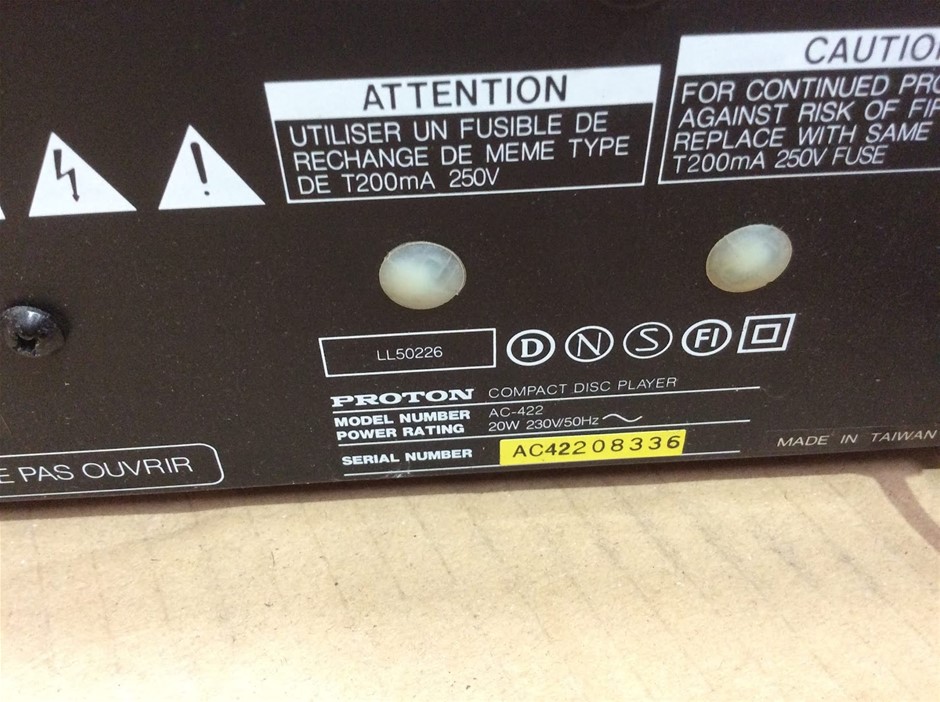 ATTENTION
UTILISER UN FUSIBLE DE
RECHANGE DE MEME TYPE
DE T200mA 250V
CAUTIO
FOR CONTINUED PRO
AGAINST RISK OF FI
REPLACE WITH SAME
T200mA 250V FUSE
LL50226 D N S FI
PROTON COMPACT DISC PLAYER
MODEL NUMBER AC-422
POWER RATING 20W 230V/50Hz
SERIAL NUMBER AC42208336
MADE IN TAIWAN
E PAS OUVRIR